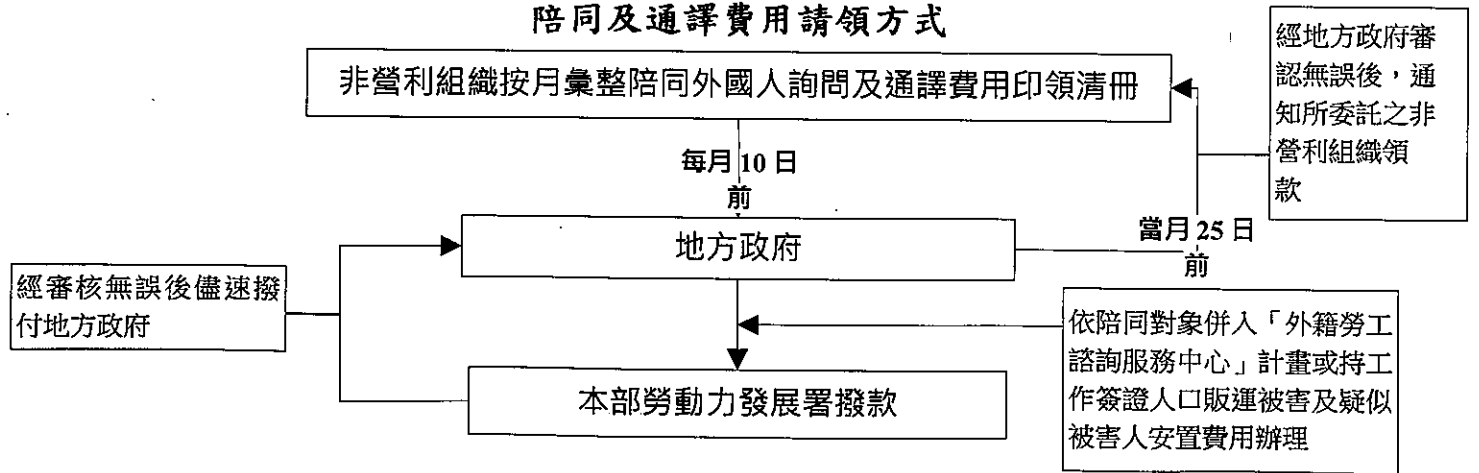 陪同及通譯費用請領方式
非營利組織按月彙整陪同外國人詢問及通譯費用印領清冊
經地方政府審
認無誤後，通
知所委託之非
營利組織領
款
每月 10 日
前
地方政府
當月 25 日
前
經審核無誤後儘速撥
付地方政府
依陪同對象併入「外籍勞工
諮詢服務中心」計畫或持工
作簽證人口販運被害及疑似
被害人安置費用辦理
本部勞動力發展署撥款